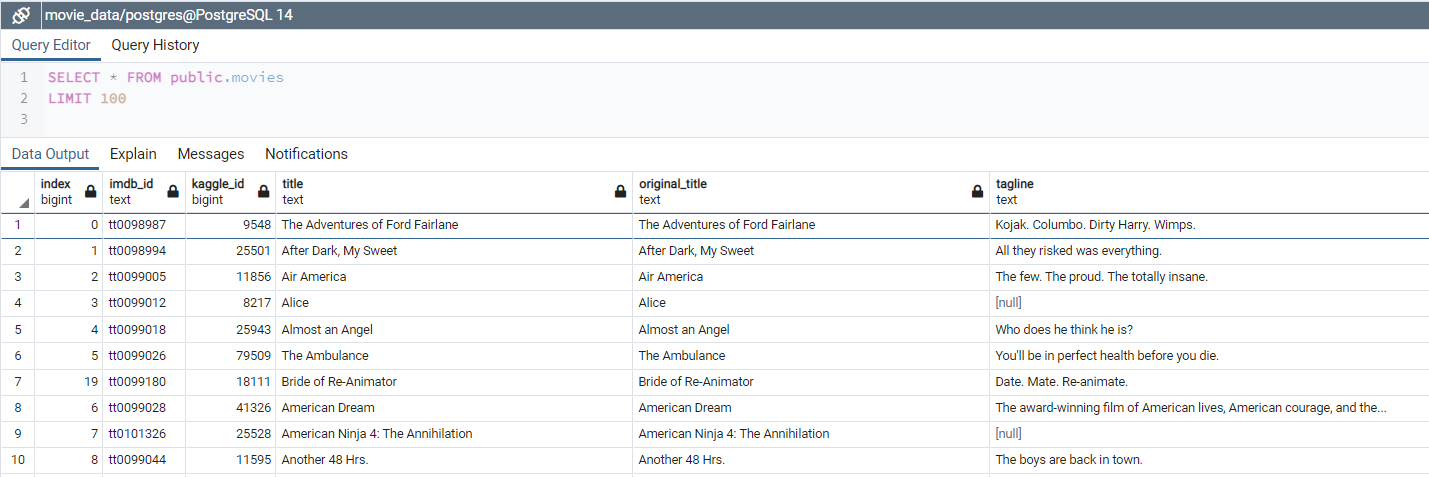 movie_data/postgres@PostgreSQL 14
Query Editor Query History
1 SELECT * FROM public.movies
2 LIMIT 100
3
Data Output Explain Messages Notifications
index imdb_id kaggle_id title original_title tagline
bigint text bigint text text text
1 0 tt0098987 9548 The Adventures of Ford Fairlane The Adventures of Ford Fairlane Kojak. Columbo. Dirty Harry. Wimps.
2 1 tt0098994 25501 After Dark, My Sweet After Dark, My Sweet All they risked was everything.
3 2 tt0099005 11856 Air America Air America The few. The proud. The totally insane.
4 3 tt0099012 8217 Alice Alice [null]
5 4 tt0099018 25943 Almost an Angel Almost an Angel Who does he think he is?
6 5 tt0099026 79509 The Ambulance The Ambulance You'll be in perfect health before you die.
7 19 tt0099180 18111 Bride of Re-Animator Bride of Re-Animator Date. Mate. Re-animate.
8 6 tt0099028 41326 American Dream American Dream The award-winning film of American lives, American courage, and the...
9 7 tt0101326 25528 American Ninja 4: The Annihilation American Ninja 4: The Annihilation [null]
10 8 tt0099044 11595 Another 48 Hrs. Another 48 Hrs. The boys are back in town.